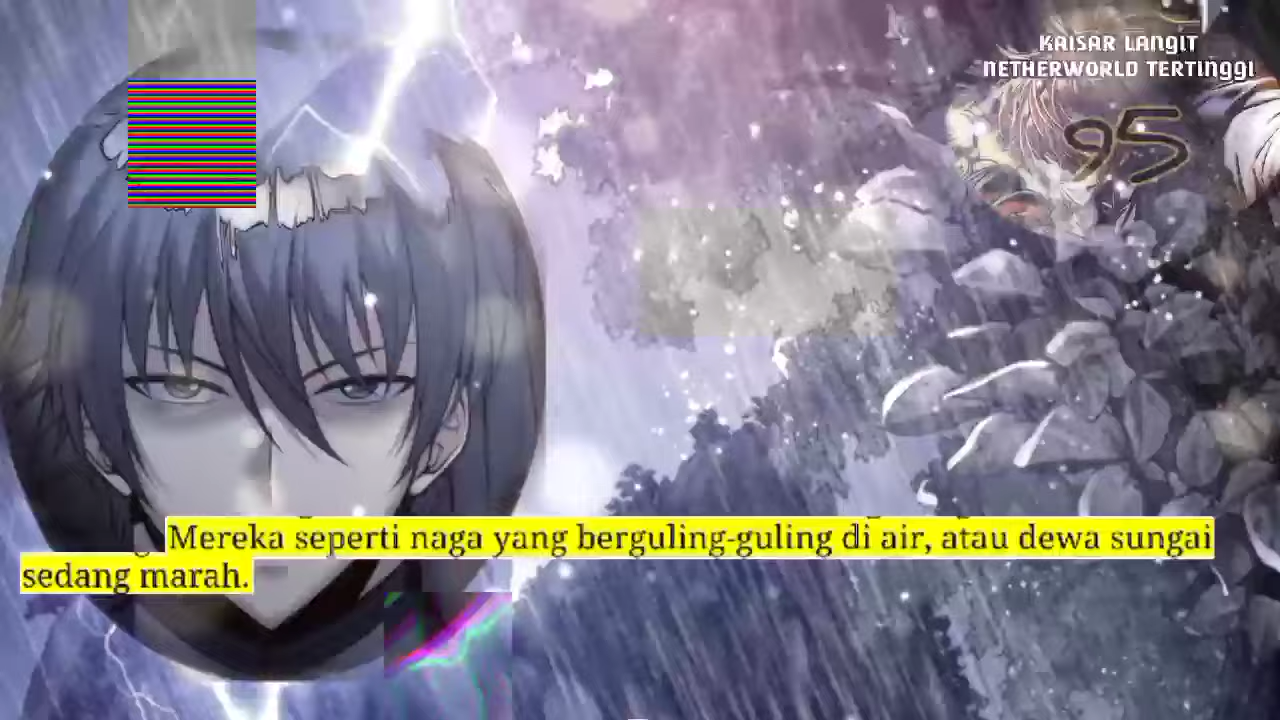 KAISAR LANGIT
NETHERWORLD TERTINGGI
95
Mereka seperti naga yang berguling-guling di air, atau dewa sungai
sedang marah.